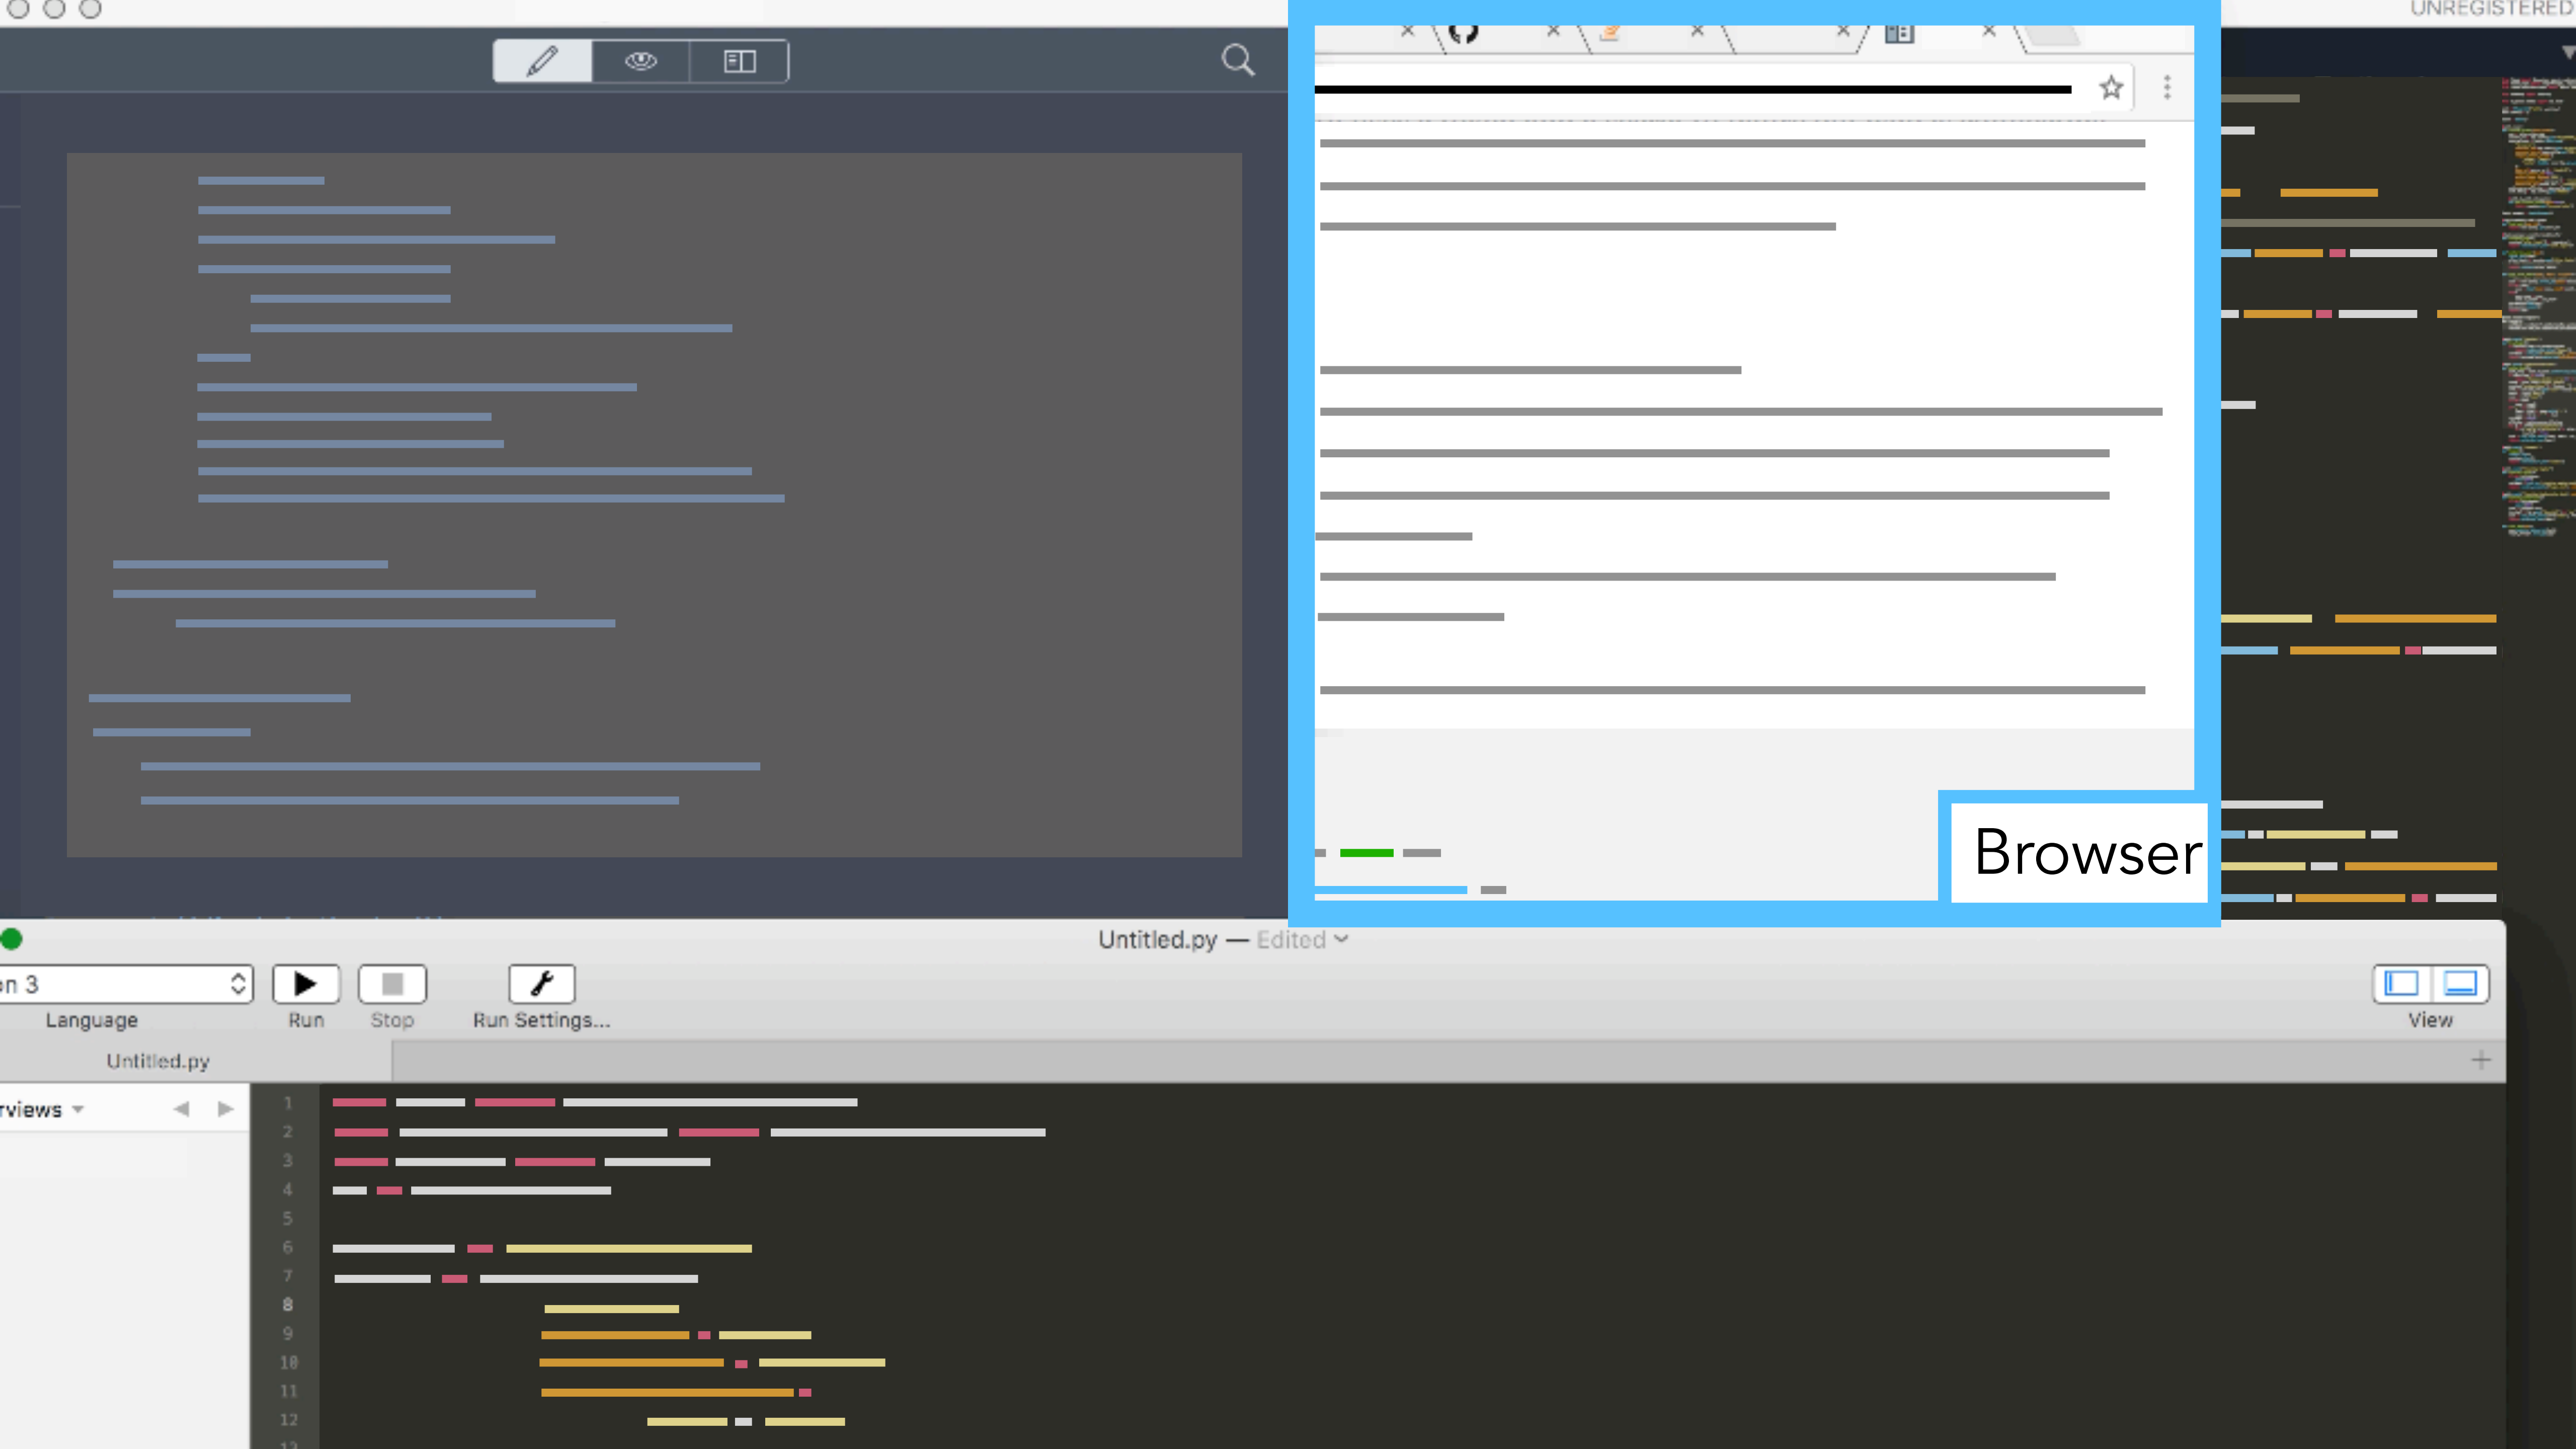 UNREGISTERED
Browser
Untitled.py — Edited
on 3
Language
Run
Stop
Run Settings...
View
Untitled.py
rviews
1
2
3
4
5
6
7
8
9
10
11
12